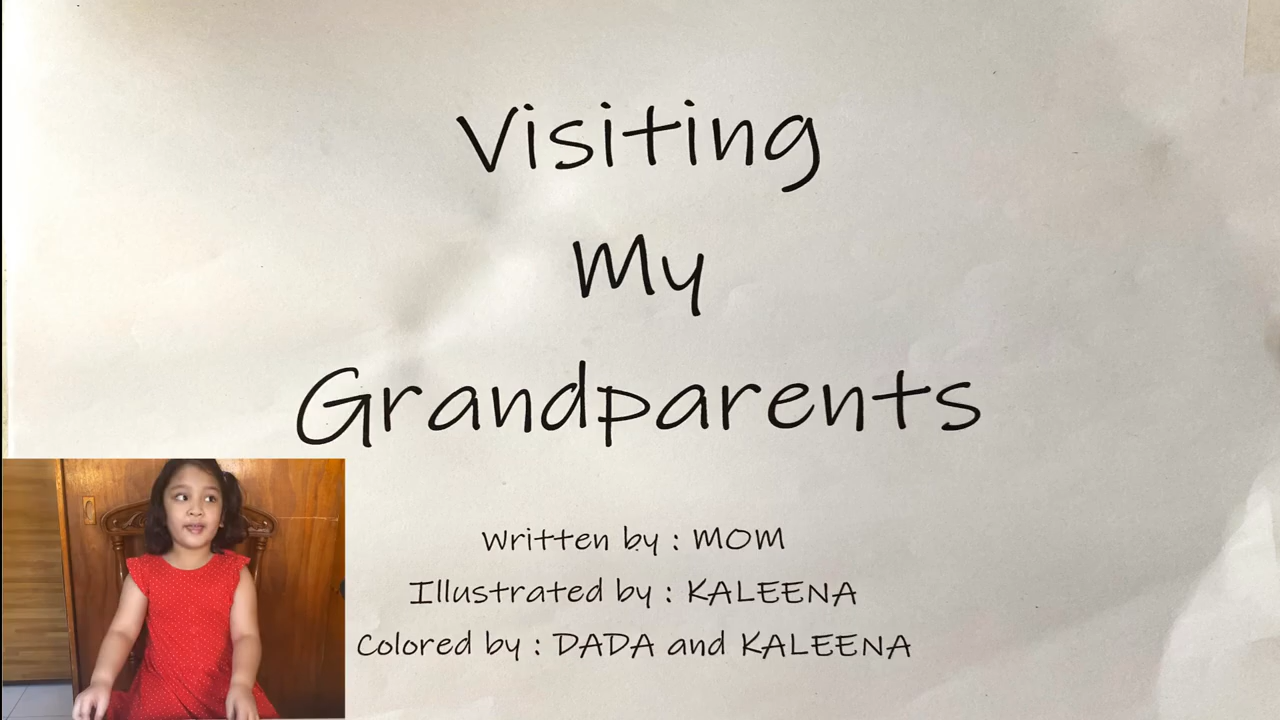 Visiting
My
Grandparents
Written by : MOM
Illustrated by : KALEENA
Colored by : DADA and KALEENA